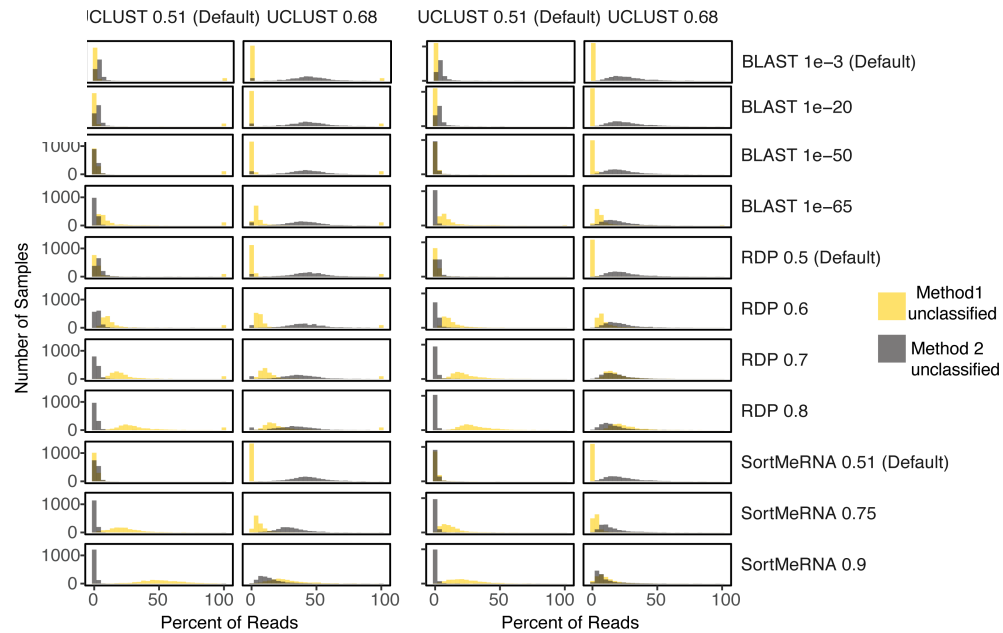 UCLUST 0.51 (Default) UCLUST 0.68 UCLUST 0.51 (Default) UCLUST 0.68
BLAST 1e−3 (Default)
BLAST 1e−20
1000
0
BLAST 1e−50
1000
0
BLAST 1e−65
1000
0
RDP 0.5 (Default)
1000
0
RDP 0.6
1000
0
RDP 0.7
1000
0
RDP 0.8
1000
0
SortMeRNA 0.51 (Default)
1000
0
SortMeRNA 0.75
1000
0
SortMeRNA 0.9
Number of Samples
0 50 100 0 50 100 0 50 100 0 50 100
Percent of Reads Percent of Reads
Method1
unclassified
Method 2
unclassified